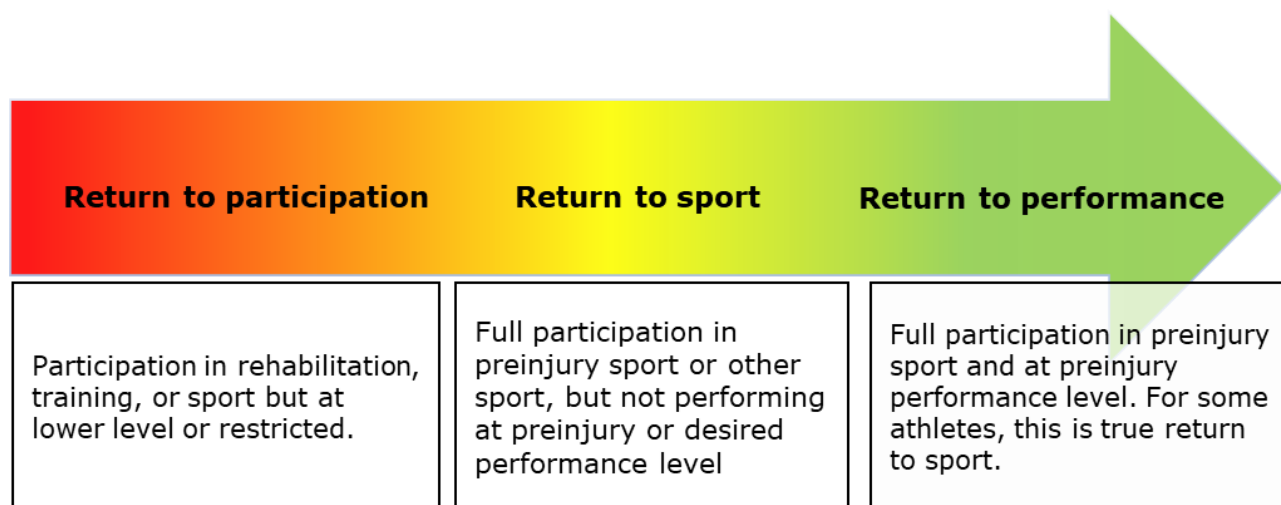 Return to participation
Return to sport
Return to performance
Participation in rehabilitation,
training, or sport but at
lower level or restricted.
Full participation in
preinjury sport or other
sport, but not performing
at preinjury or desired
performance level
Full participation in preinjury
sport and at preinjury
performance level. For some
athletes, this is true return
to sport.